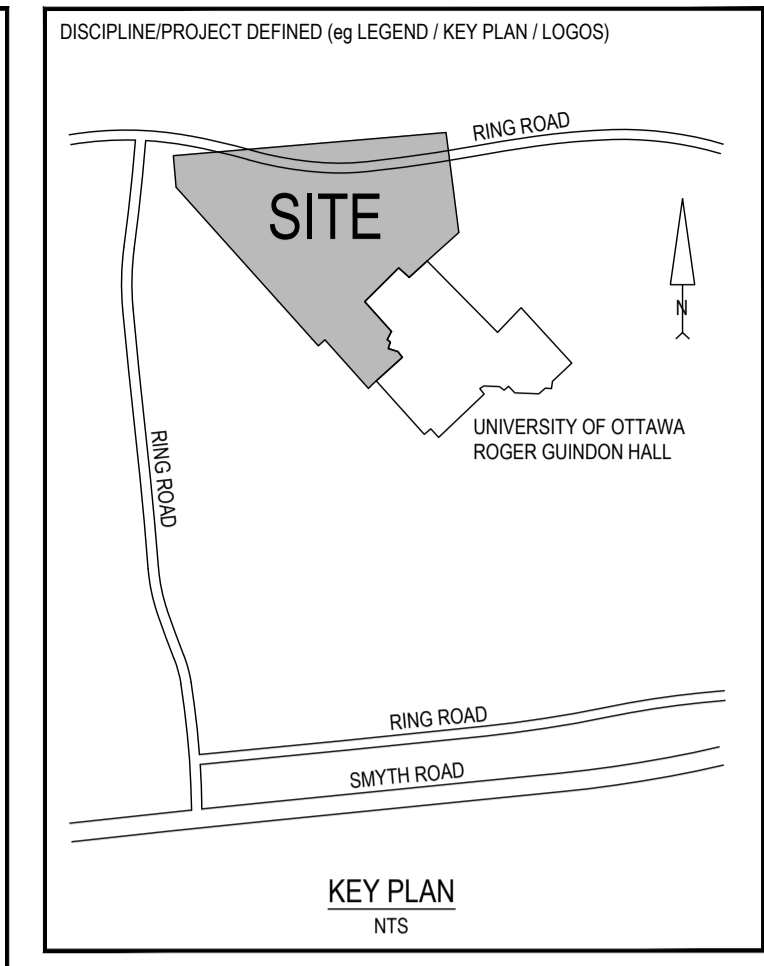 DISCIPLINE/PROJECT DEFINED (eg LEGEND / KEY PLAN / LOGOS)
RING ROAD
SITE
N
UNIVERSITY OF OTTAWA
ROGER GUINDON HALL
RING ROAD
RING ROAD
SMYTH ROAD
KEY PLAN
NTS